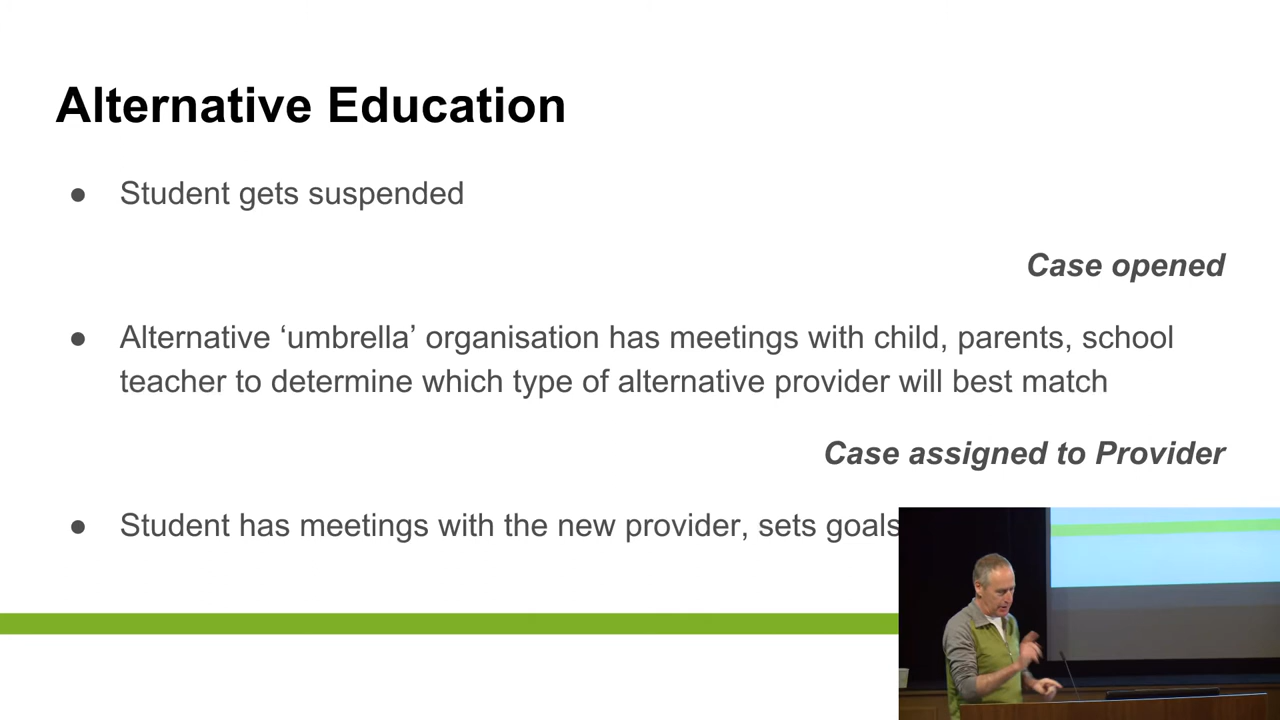 Alternative Education
● Student gets suspended
Case opened
● Alternative ‘umbrella’ organisation has meetings with child, parents, school
teacher to determine which type of alternative provider will best match
Case assigned to Provider
● Student has meetings with the new provider, sets goals